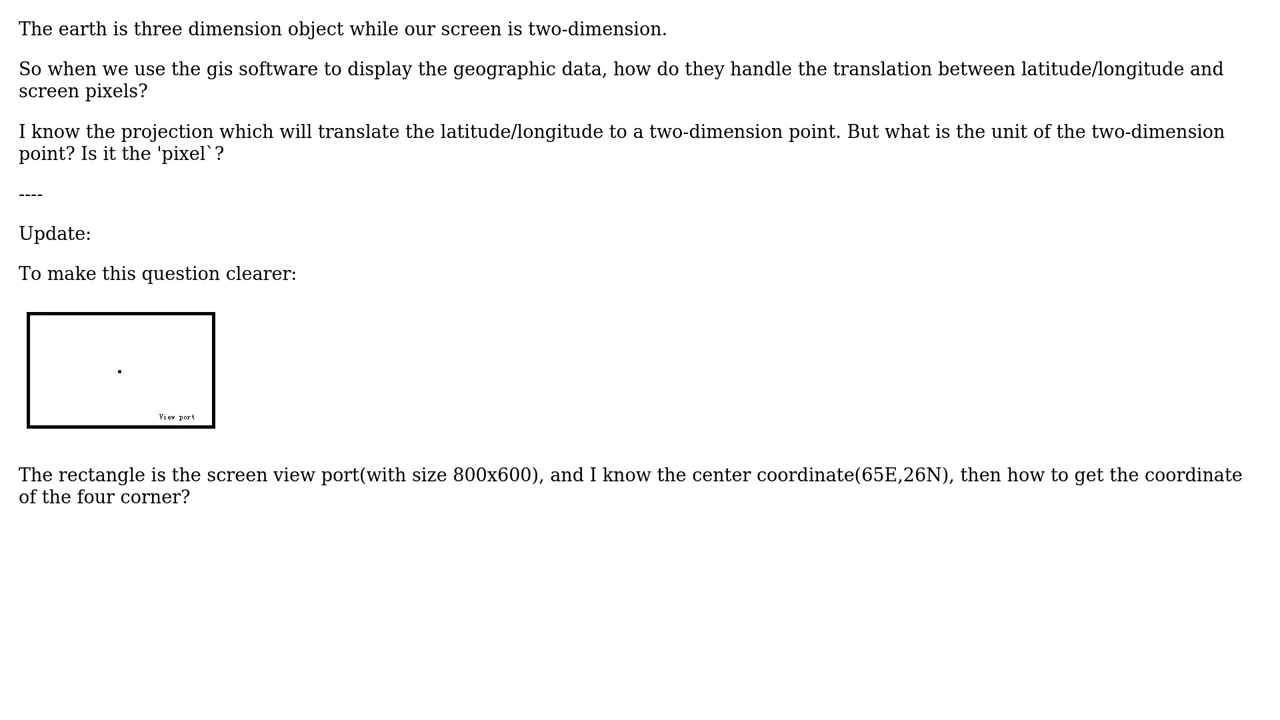 The earth is three dimension object while our screen is two-dimension.
So when we use the gis software to display the geographic data, how do they handle the translation between latitude/longitude and
screen pixels?
I know the projection which will translate the latitude/longitude to a two-dimension point. But what is the unit of the two-dimension
point? Is it the 'pixel`?
----
Update:
To make this question clearer:
View port
The rectangle is the screen view port(with size 800x600), and I know the center coordinate(65E,26N), then how to get the coordinate
of the four corner?